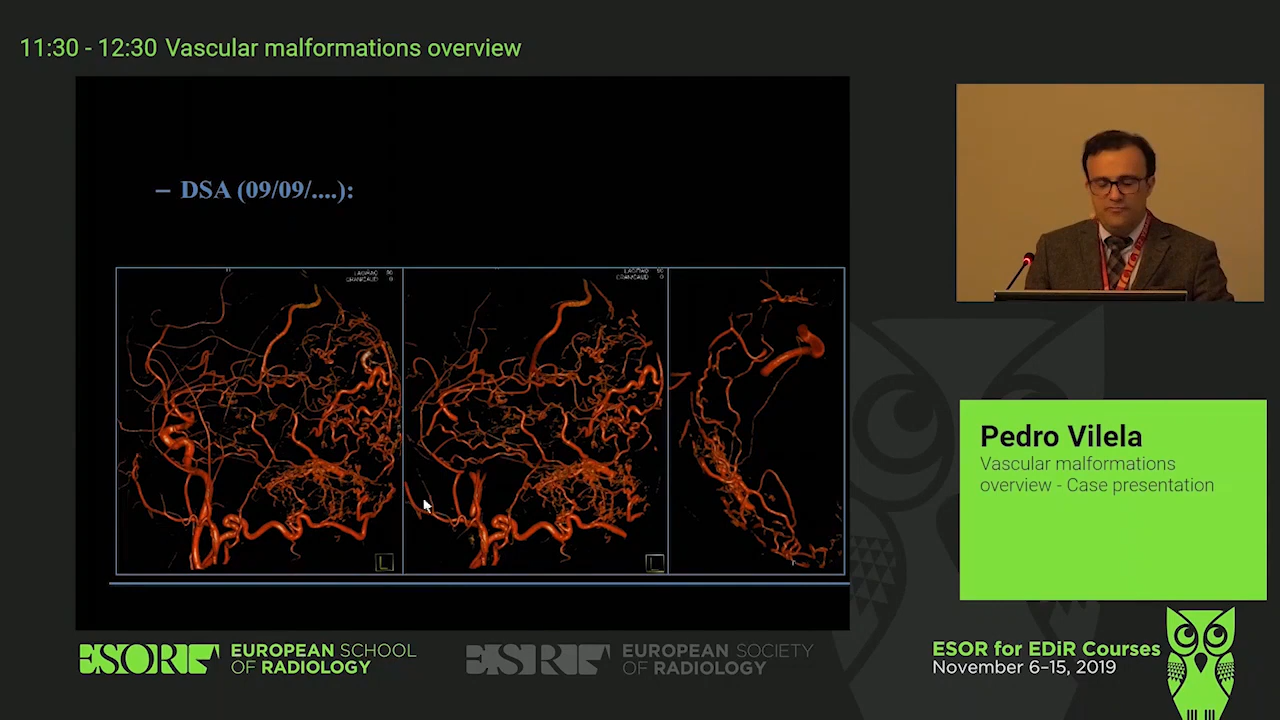 11:30 - 12:30 Vascular malformations overview
– DSA (09/09/....):
L
L
Pedro Vilela
Vascular malformations
overview - Case presentation
ESOR
EUROPEAN SCHOOL
OF RADIOLOGY
ESR
EUROPEAN SOCIETY
OF RADIOLOGY
ESOR for EDiR Courses
November 6–15, 2019